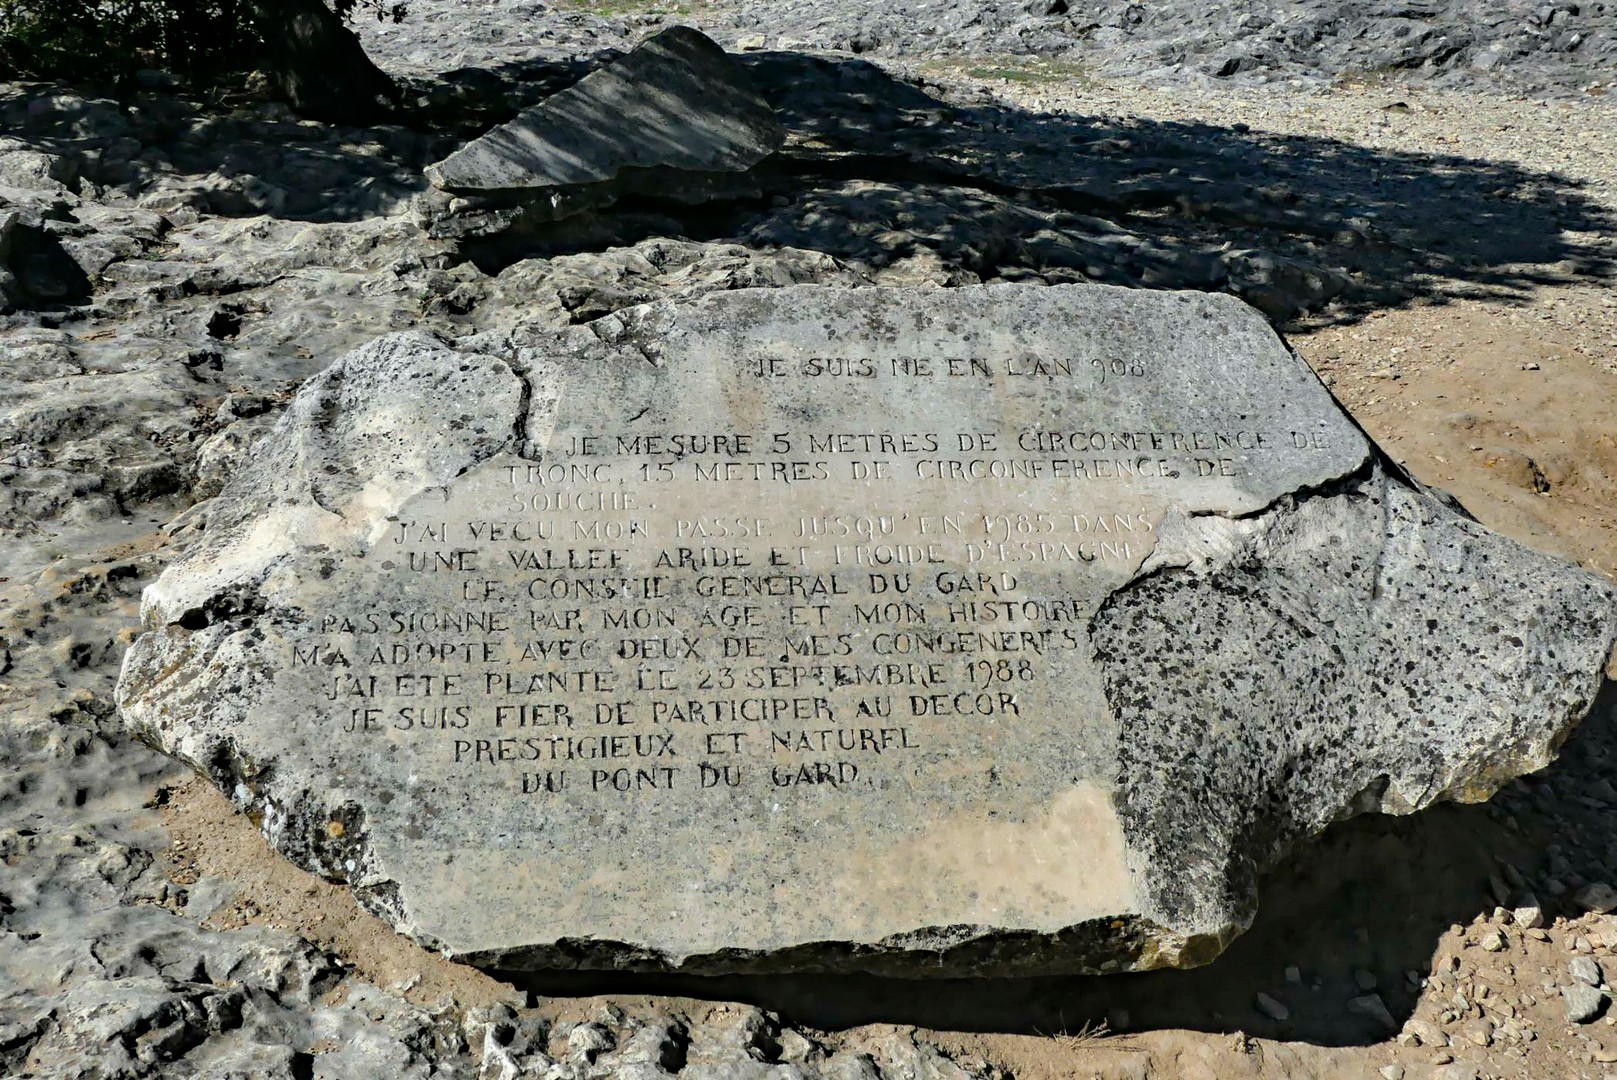 JE SUIS NE EN L'AN 908
JE MESURE 5 METRES DE CIRCONFERENCE DE
TRONC, 15 METRES DE CIRCONFERENCE DE
SOUCHE.
J'AI VECU MON PASSE JUSQU'EN 1985 DANS
UNE VALLEE ARIDE ET FROIDE D'ESPAGNE
LE CONSEIL GENERAL DU GARD
PASSIONNE PAR MON AGE ET MON HISTOIRE
M'A ADOPTE, AVEC DEUX DE MES CONGENERES
J'AI ETE PLANTE LE 23 SEPTEMBRE 1988
JE SUIS FIER DE PARTICIPER AU DECOR
PRESTIGIEUX ET NATUREL
DU PONT DU GARD.